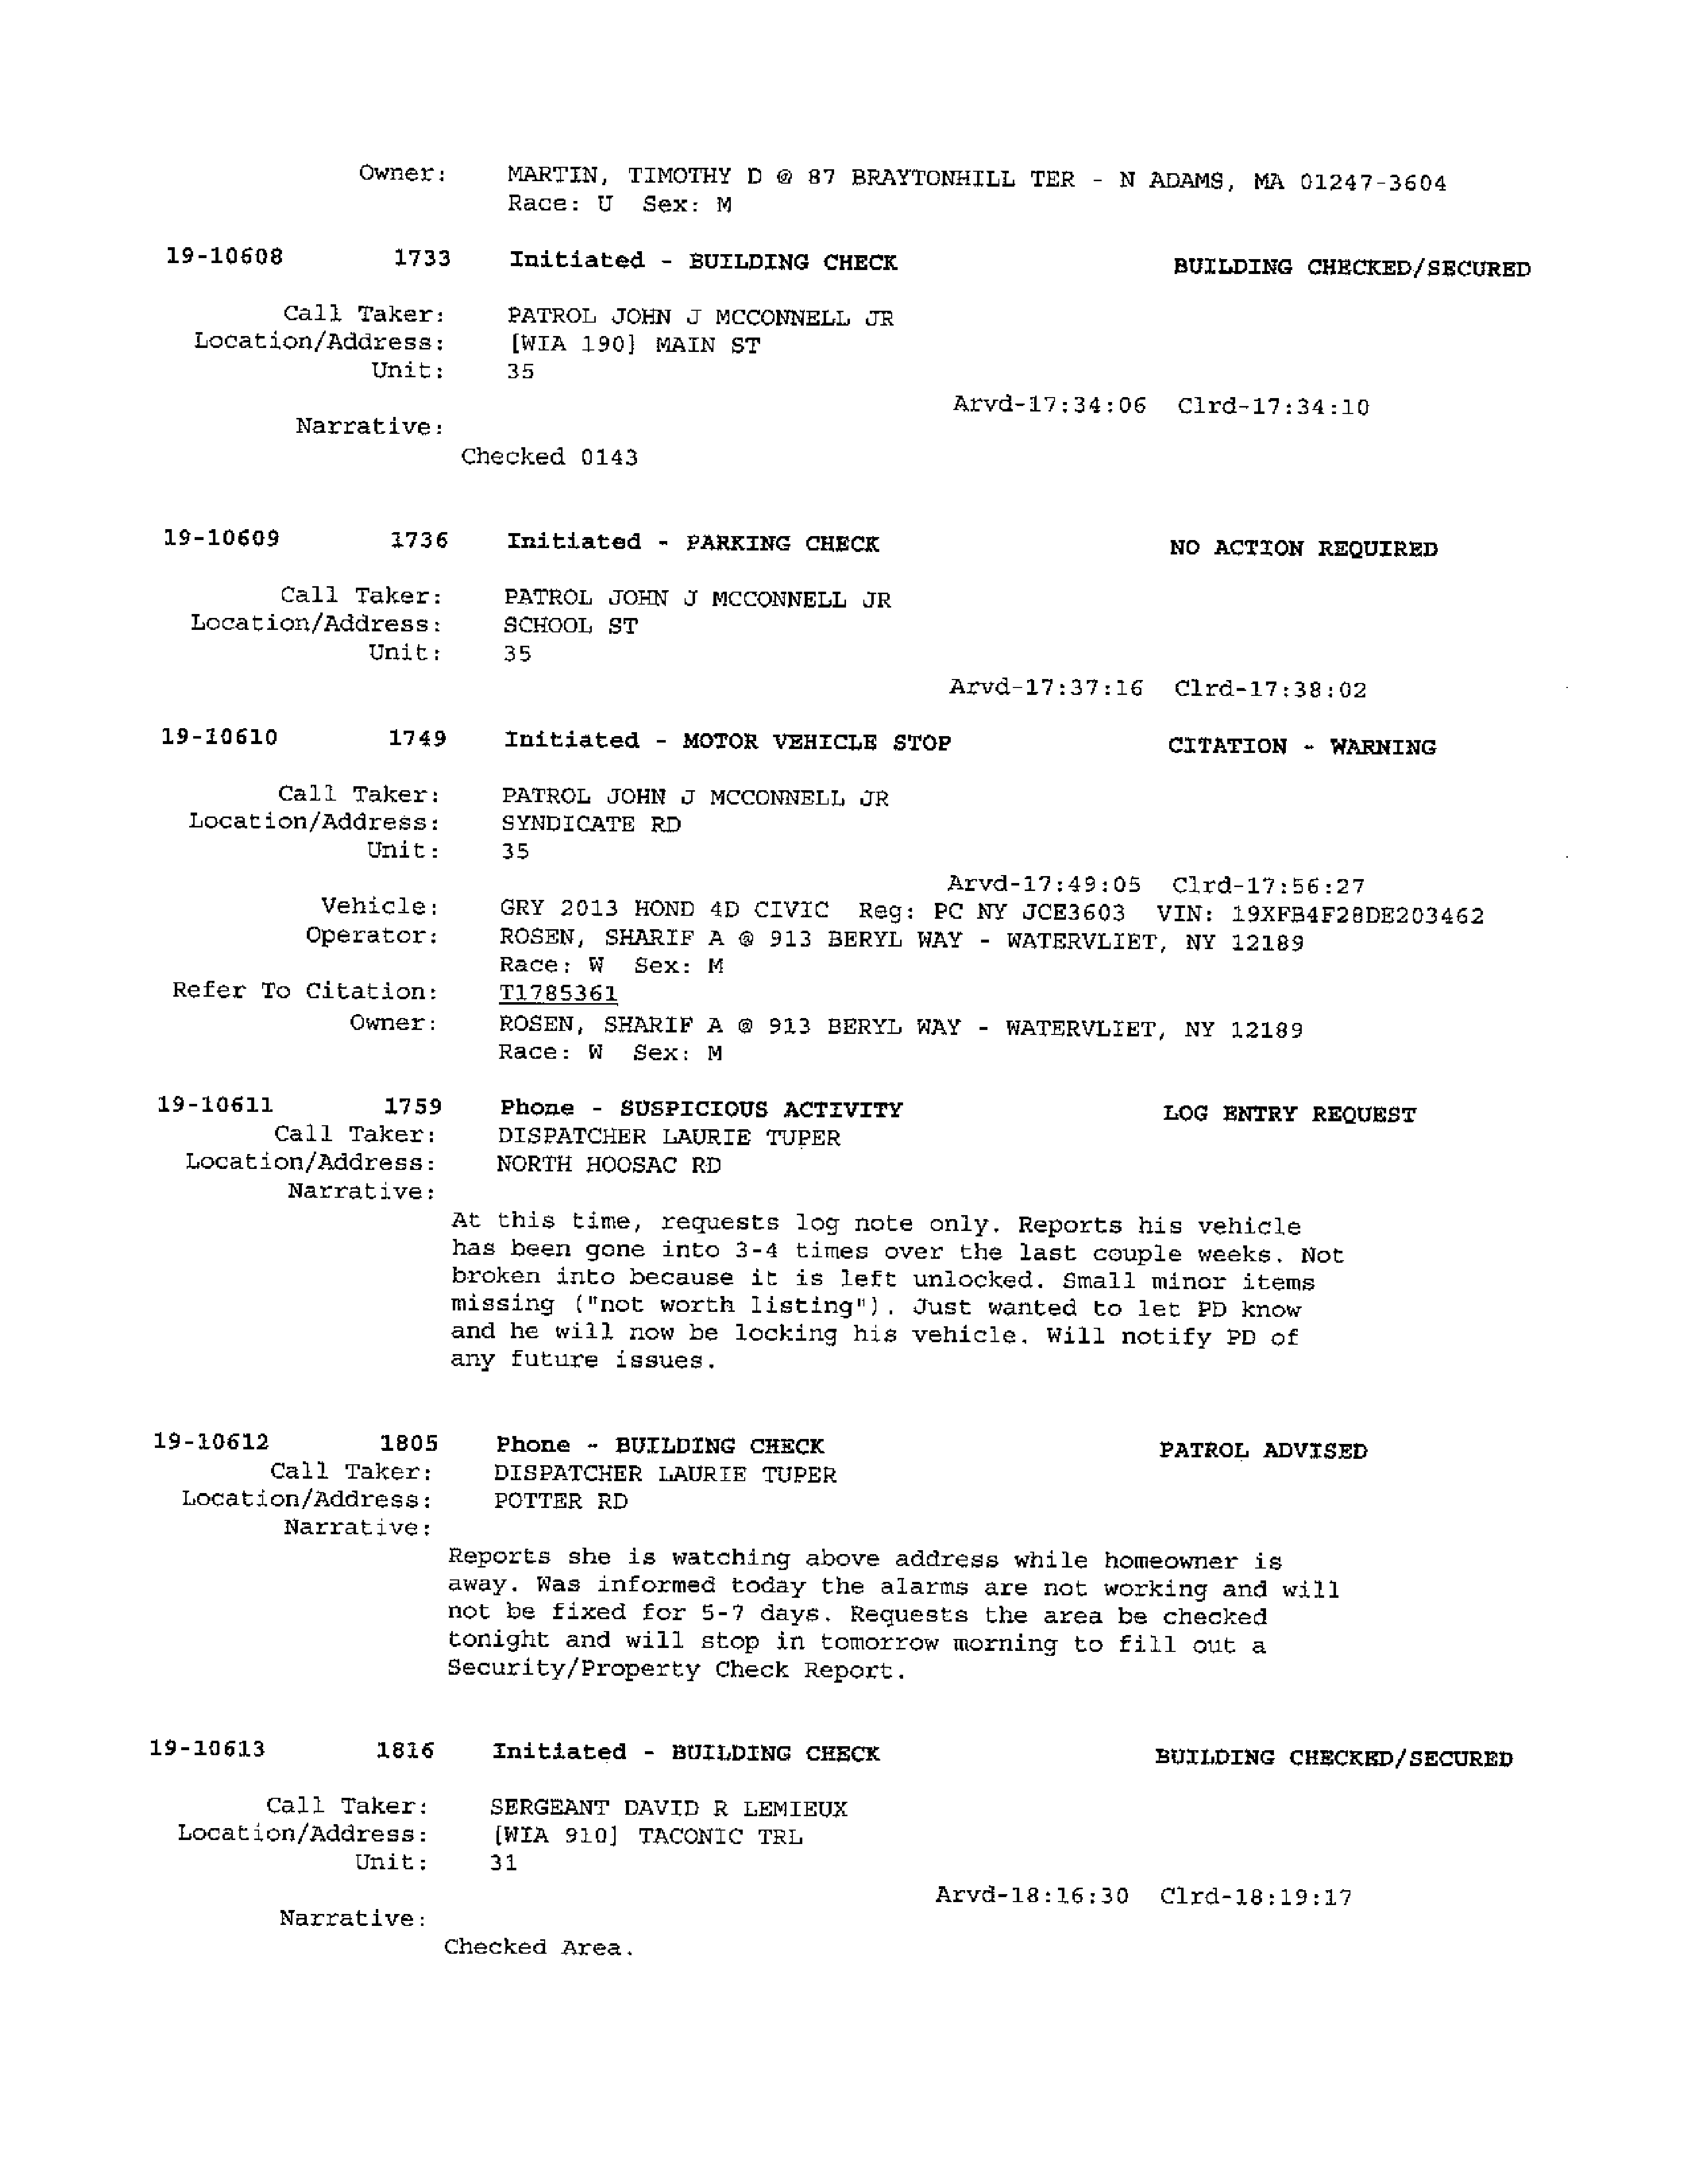 Owner: MARTIN, TIMOTHY D @ 87 BRAYTONHILL TER - N ADAMS, MA 01247-3604
Race: U Sex: M
19-10608 1733 Initiated - BUILDING CHECK BUILDING CHECKED/SECURED
Call Taker: PATROL JOHN J MCCONNELL JR
Location/Address: [WIA 190] MAIN ST
Unit: 35
Arvd-17:34:06 Clrd-17:34:10
Narrative:
Checked 0143
19-10609 1736 Initiated - PARKING CHECK NO ACTION REQUIRED
Call Taker: PATROL JOHN J MCCONNELL JR
Location/Address: SCHOOL ST
Unit: 35
Arvd-17:37:16 Clrd-17:38:02
19-10610 1749 Initiated - MOTOR VEHICLE STOP CITATION - WARNING
Call Taker: PATROL JOHN J MCCONNELL JR
Location/Address: SYNDICATE RD
Unit: 35
Arvd-17:49:05 Clrd-17:56:27
Vehicle: GRY 2013 HOND 4D CIVIC Reg: PC NY JCE3603 VIN: 19XFB4F28DE203462
Operator: ROSEN, SHARIF A @ 913 BERYL WAY - WATERVLIET, NY 12189
Race: W Sex: M
Refer To Citation: T1785361
Owner: ROSEN, SHARIF A @ 913 BERYL WAY - WATERVLIET, NY 12189
Race: W Sex: M
19-10611 1759 Phone - SUSPICIOUS ACTIVITY LOG ENTRY REQUEST
Call Taker: DISPATCHER LAURIE TUPER
Location/Address: NORTH HOOSAC RD
Narrative:
At this time, requests log note only. Reports his vehicle
has been gone into 3-4 times over the last couple weeks. Not
broken into because it is left unlocked. Small minor items
missing ("not worth listing"). Just wanted to let PD know
and he will now be locking his vehicle. Will notify PD of
any future issues.
19-10612 1805 Phone - BUILDING CHECK PATROL ADVISED
Call Taker: DISPATCHER LAURIE TUPER
Location/Address: POTTER RD
Narrative:
Reports she is watching above address while homeowner is
away. Was informed today the alarms are not working and will
not be fixed for 5-7 days. Requests the area be checked
tonight and will stop in tomorrow morning to fill out a
Security/Property Check Report.
19-10613 1816 Initiated - BUILDING CHECK BUILDING CHECKED/SECURED
Call Taker: SERGEANT DAVID R LEMIEUX
Location/Address: [WIA 910] TACONIC TRL
Unit: 31
Arvd-18:16:30 Clrd-18:19:17
Narrative:
Checked Area.